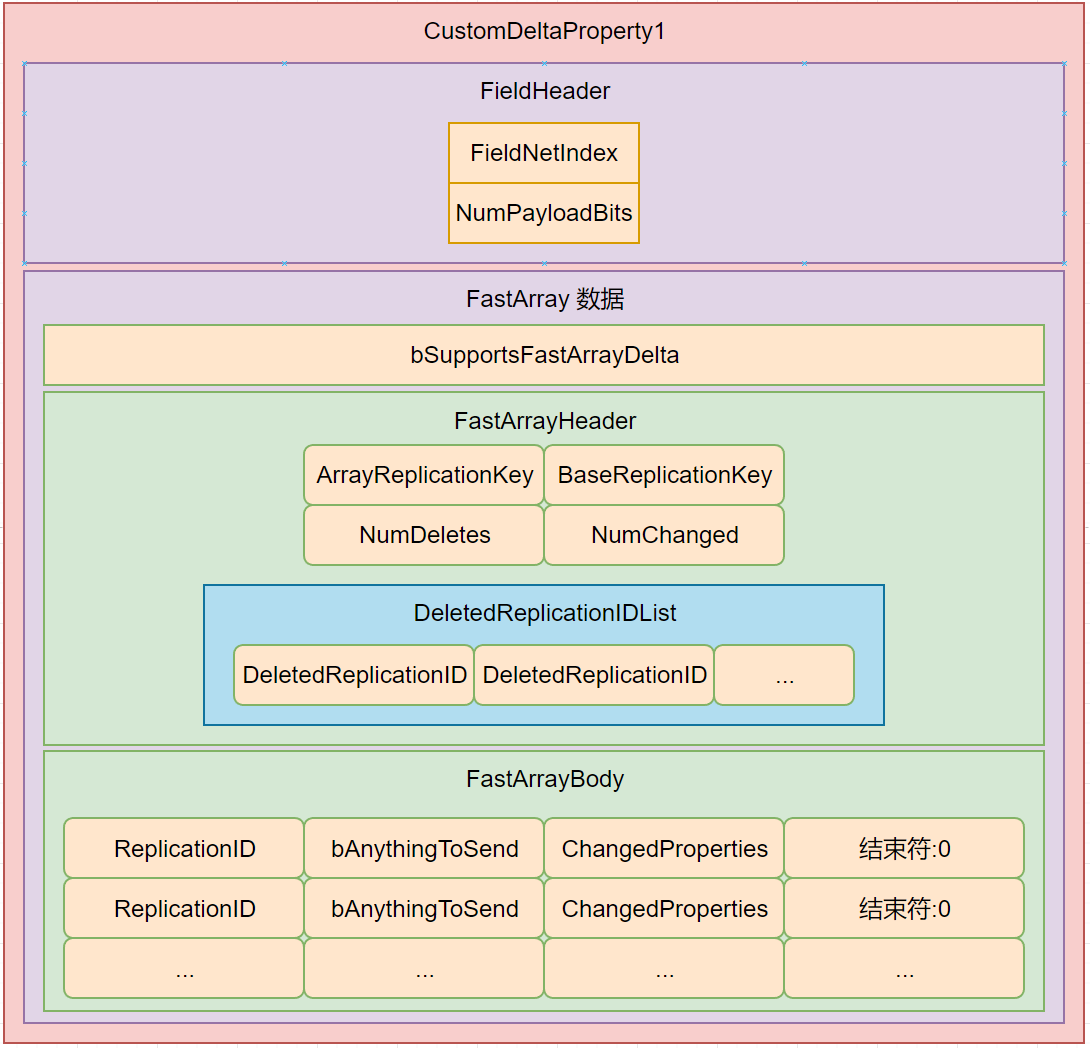 CustomDeltaProperty1
FieldHeader
FieldNetIndex
NumPayloadBits
FastArray 数据
bSupportsFastArrayDelta
FastArrayHeader
ArrayReplicationKey BaseReplicationKey
NumDeletes NumChanged
DeletedReplicationIDList
DeletedReplicationID DeletedReplicationID ...
FastArrayBody
ReplicationID bAnythingToSend ChangedProperties 结束符:0
ReplicationID bAnythingToSend ChangedProperties 结束符:0
... ... ... ...